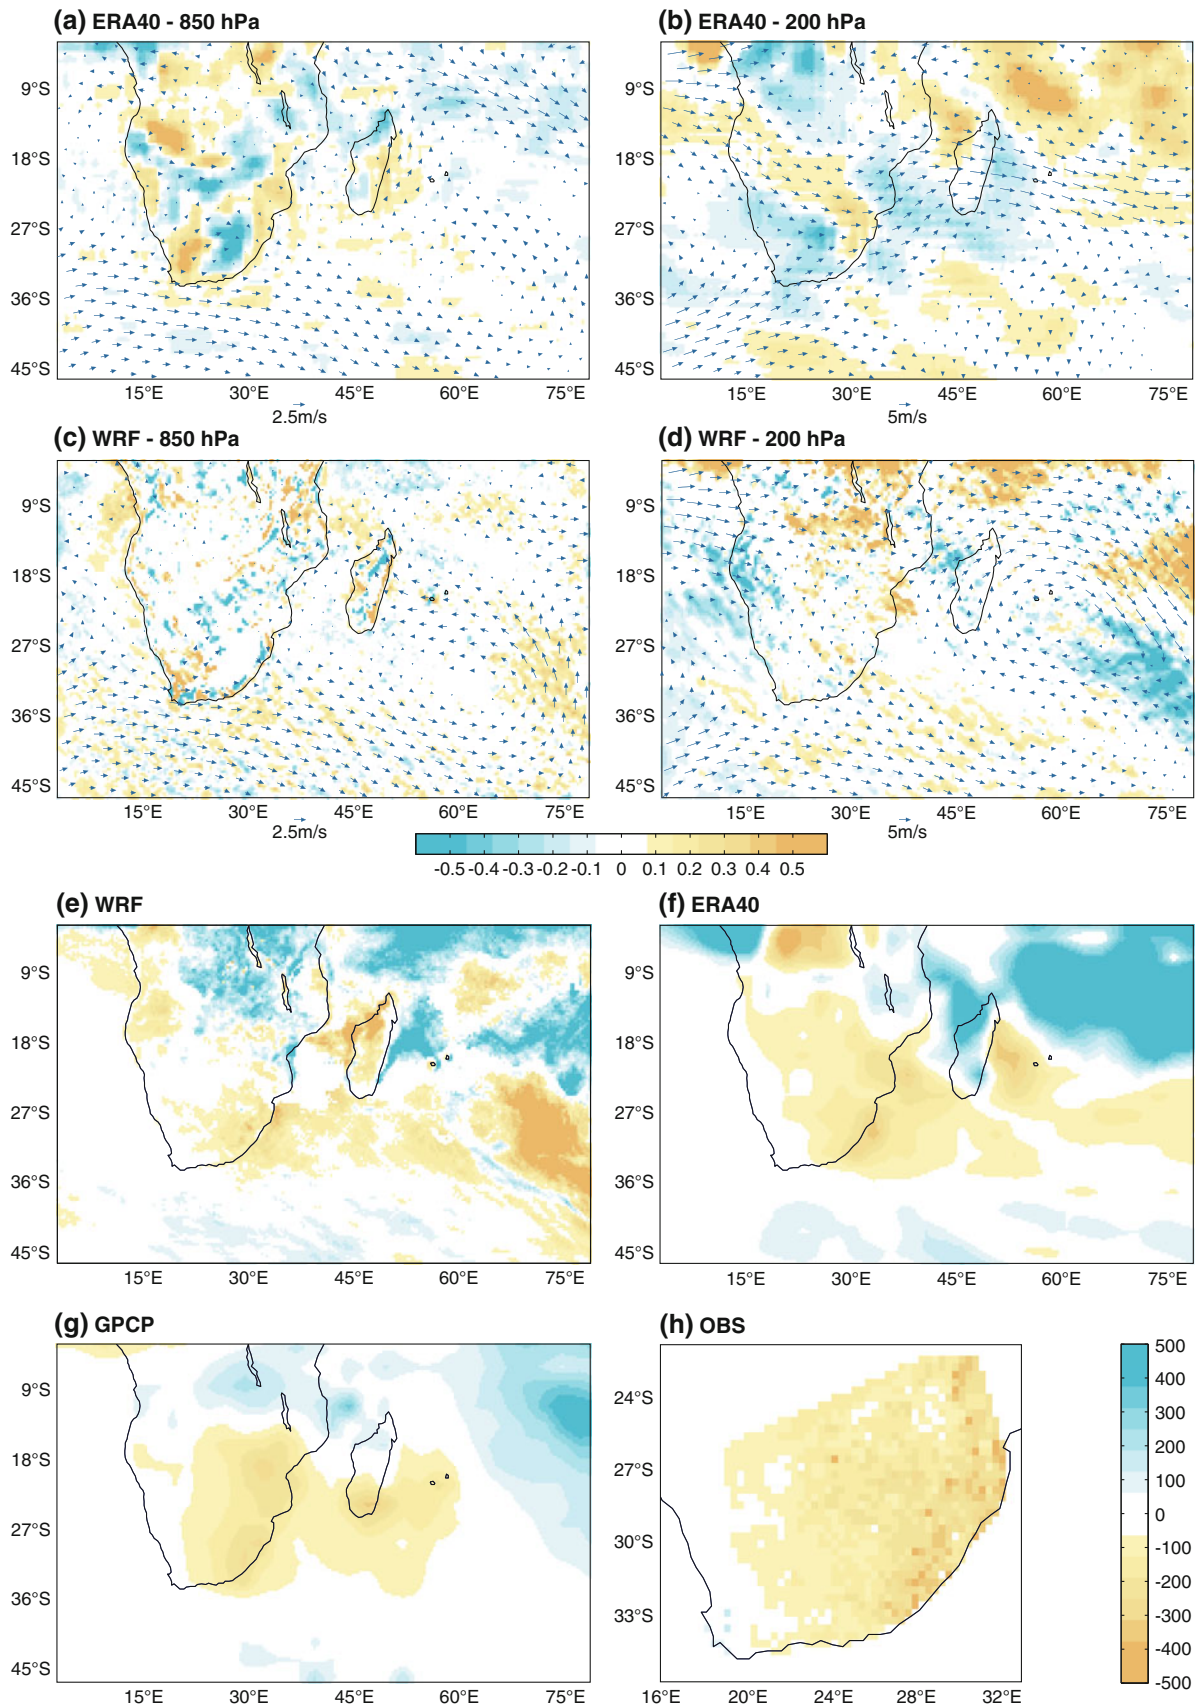 (a) ERA40 - 850 hPa
(b) ERA40 - 200 hPa
9°S
18°S
27°S
36°S
45°S
15°E 30°E 45°E 60°E 75°E
2.5m/s
9°S
18°S
27°S
36°S
45°S
15°E 30°E 45°E 60°E 75°E
5m/s
(c) WRF - 850 hPa
(d) WRF - 200 hPa
9°S
18°S
27°S
36°S
45°S
15°E 30°E 45°E 60°E 75°E
2.5m/s
9°S
18°S
27°S
36°S
45°S
15°E 30°E 45°E 60°E 75°E
5m/s
-0.5 -0.4 -0.3 -0.2 -0.1 0 0.1 0.2 0.3 0.4 0.5
(e) WRF
(f) ERA40
9°S
18°S
27°S
36°S
45°S
15°E 30°E 45°E 60°E 75°E
9°S
18°S
27°S
36°S
45°S
15°E 30°E 45°E 60°E 75°E
(g) GPCP
(h) OBS
9°S
18°S
27°S
36°S
45°S
15°E 30°E 45°E 60°E 75°E
24°S
27°S
30°S
33°S
16°E 20°E 24°E 28°E 32°E
500
400
300
200
100
0
-100
-200
-300
-400
-500